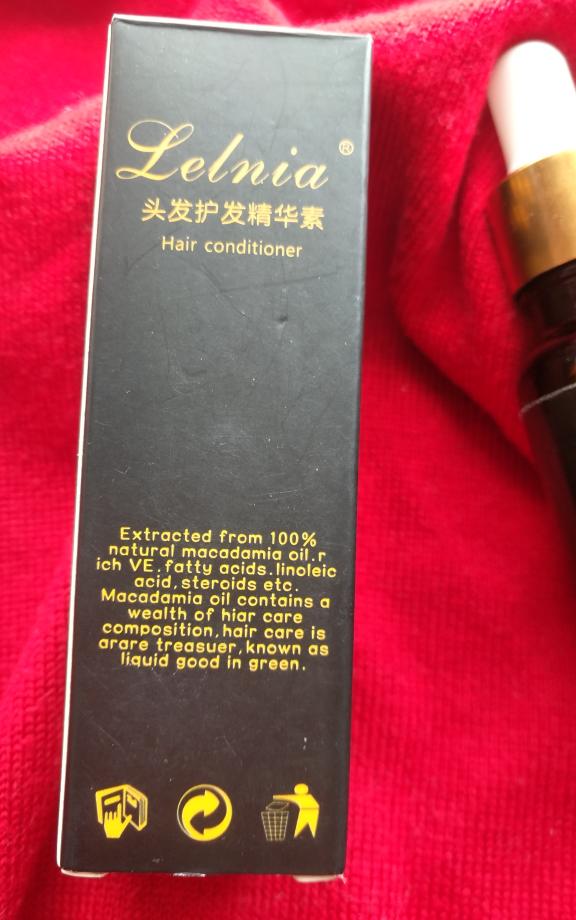 Lelnia®
头发护发精华素
Hair conditioner
Extracted from 100%
natural macadamia oil.r
ich VE.fatty acids.linoleic
acid,steroids etc.
Macadamia oil contains a
wealth of hiar care
composition,hair care is
arare treasuer,known as
liquid good in green.